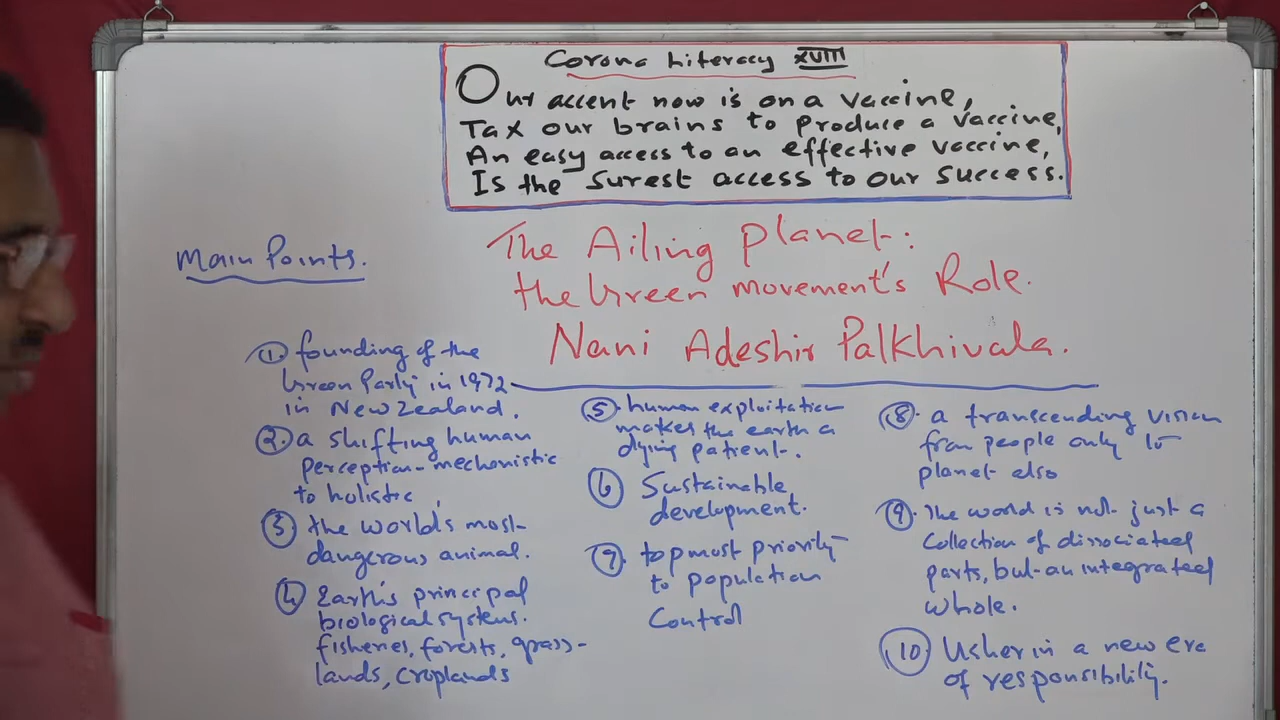 Corona Literacy XVIII
Our accent now is on a vaccine,
Tax our brains to produce a vaccine,
An easy access to an effective vaccine,
Is the surest access to our success.
The Ailing Planet:
the Green movement's Role.
Nani Adeshir Palkhivala.
Main Points.
① founding of the
Green Party in 1972
in New Zealand.
② a shifting human
perception-mechonistic
to holistic,
③ the world's most
dangerous animal.
④ Earth's principal
biological systems.
fisheries, forests, grass-
lands, croplands
⑤ human exploitation
makes the earth a
dying patient.
⑥ Sustainable
development.
⑦ topmost priority
to population
Control
⑧ a transcending vision
from people only to
planet also
⑨ The world is not just a
Collection of dissociated
parts, but an integrated
whole.
⑩ Usher in a new era
of responsibility.